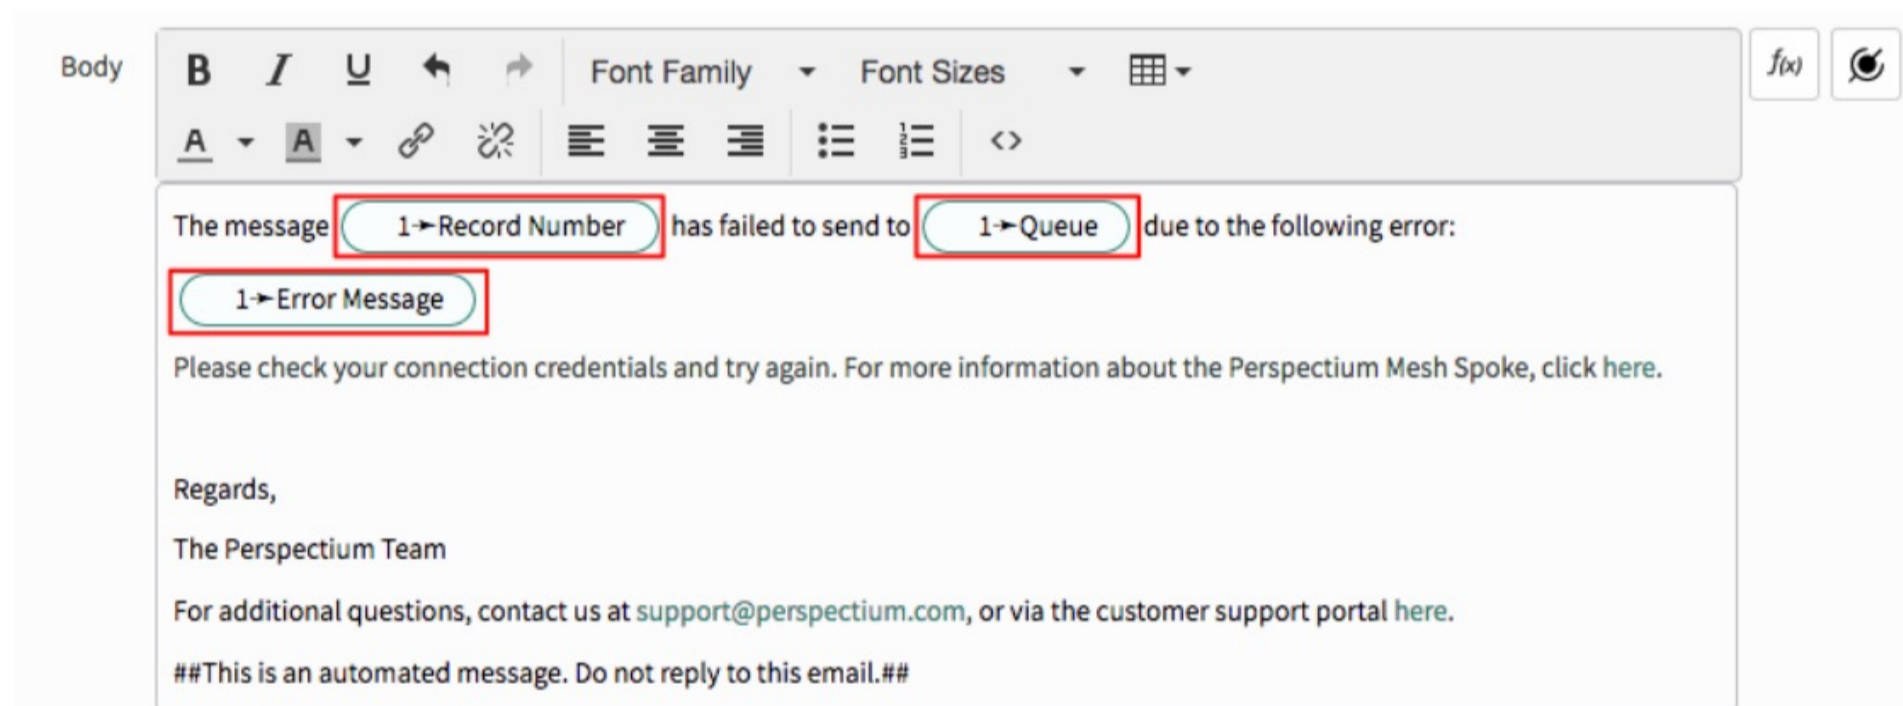 Body
B I U Font Family Font Sizes f(x)
A A <>
The message 1➛Record Number has failed to send to 1➛Queue due to the following error:
1➛Error Message
Please check your connection credentials and try again. For more information about the Perspectium Mesh Spoke, click here.
Regards,
The Perspectium Team
For additional questions, contact us at support@perspectium.com, or via the customer support portal here.
##This is an automated message. Do not reply to this email.##